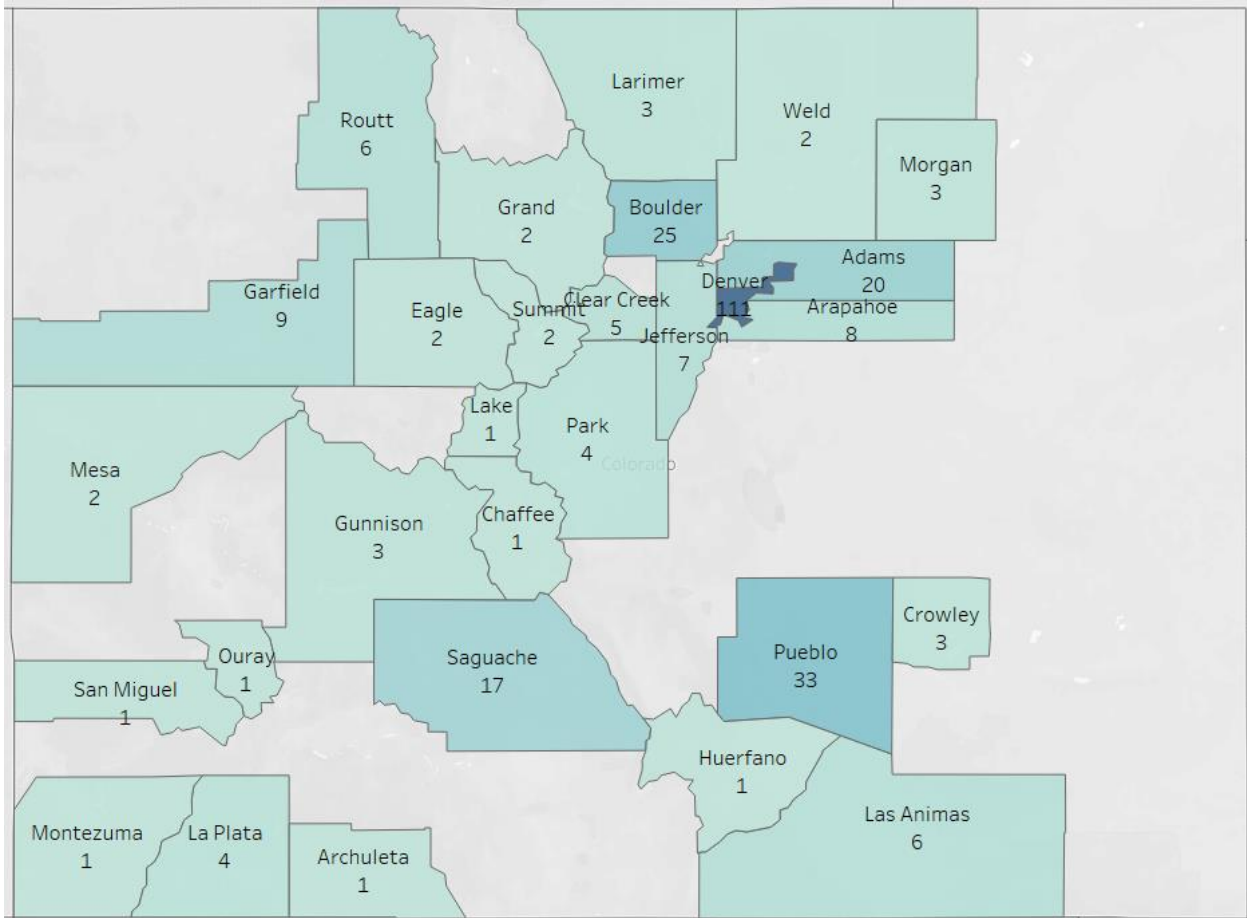 Larimer
3
Weld
2
Routt
6
Morgan
3
Grand
2
Boulder
25
Adams
20
Denver
111
Garfield
9
Eagle
2
Summit
2
Clear Creek
5
Arapahoe
8
Jefferson
7
Lake
1
Park
4
Colorado
Mesa
2
Gunnison
3
Chaffee
1
Crowley
3
Pueblo
33
Saguache
17
Ouray
1
San Miguel
1
Huerfano
1
Las Animas
6
Montezuma
1
La Plata
4
Archuleta
1